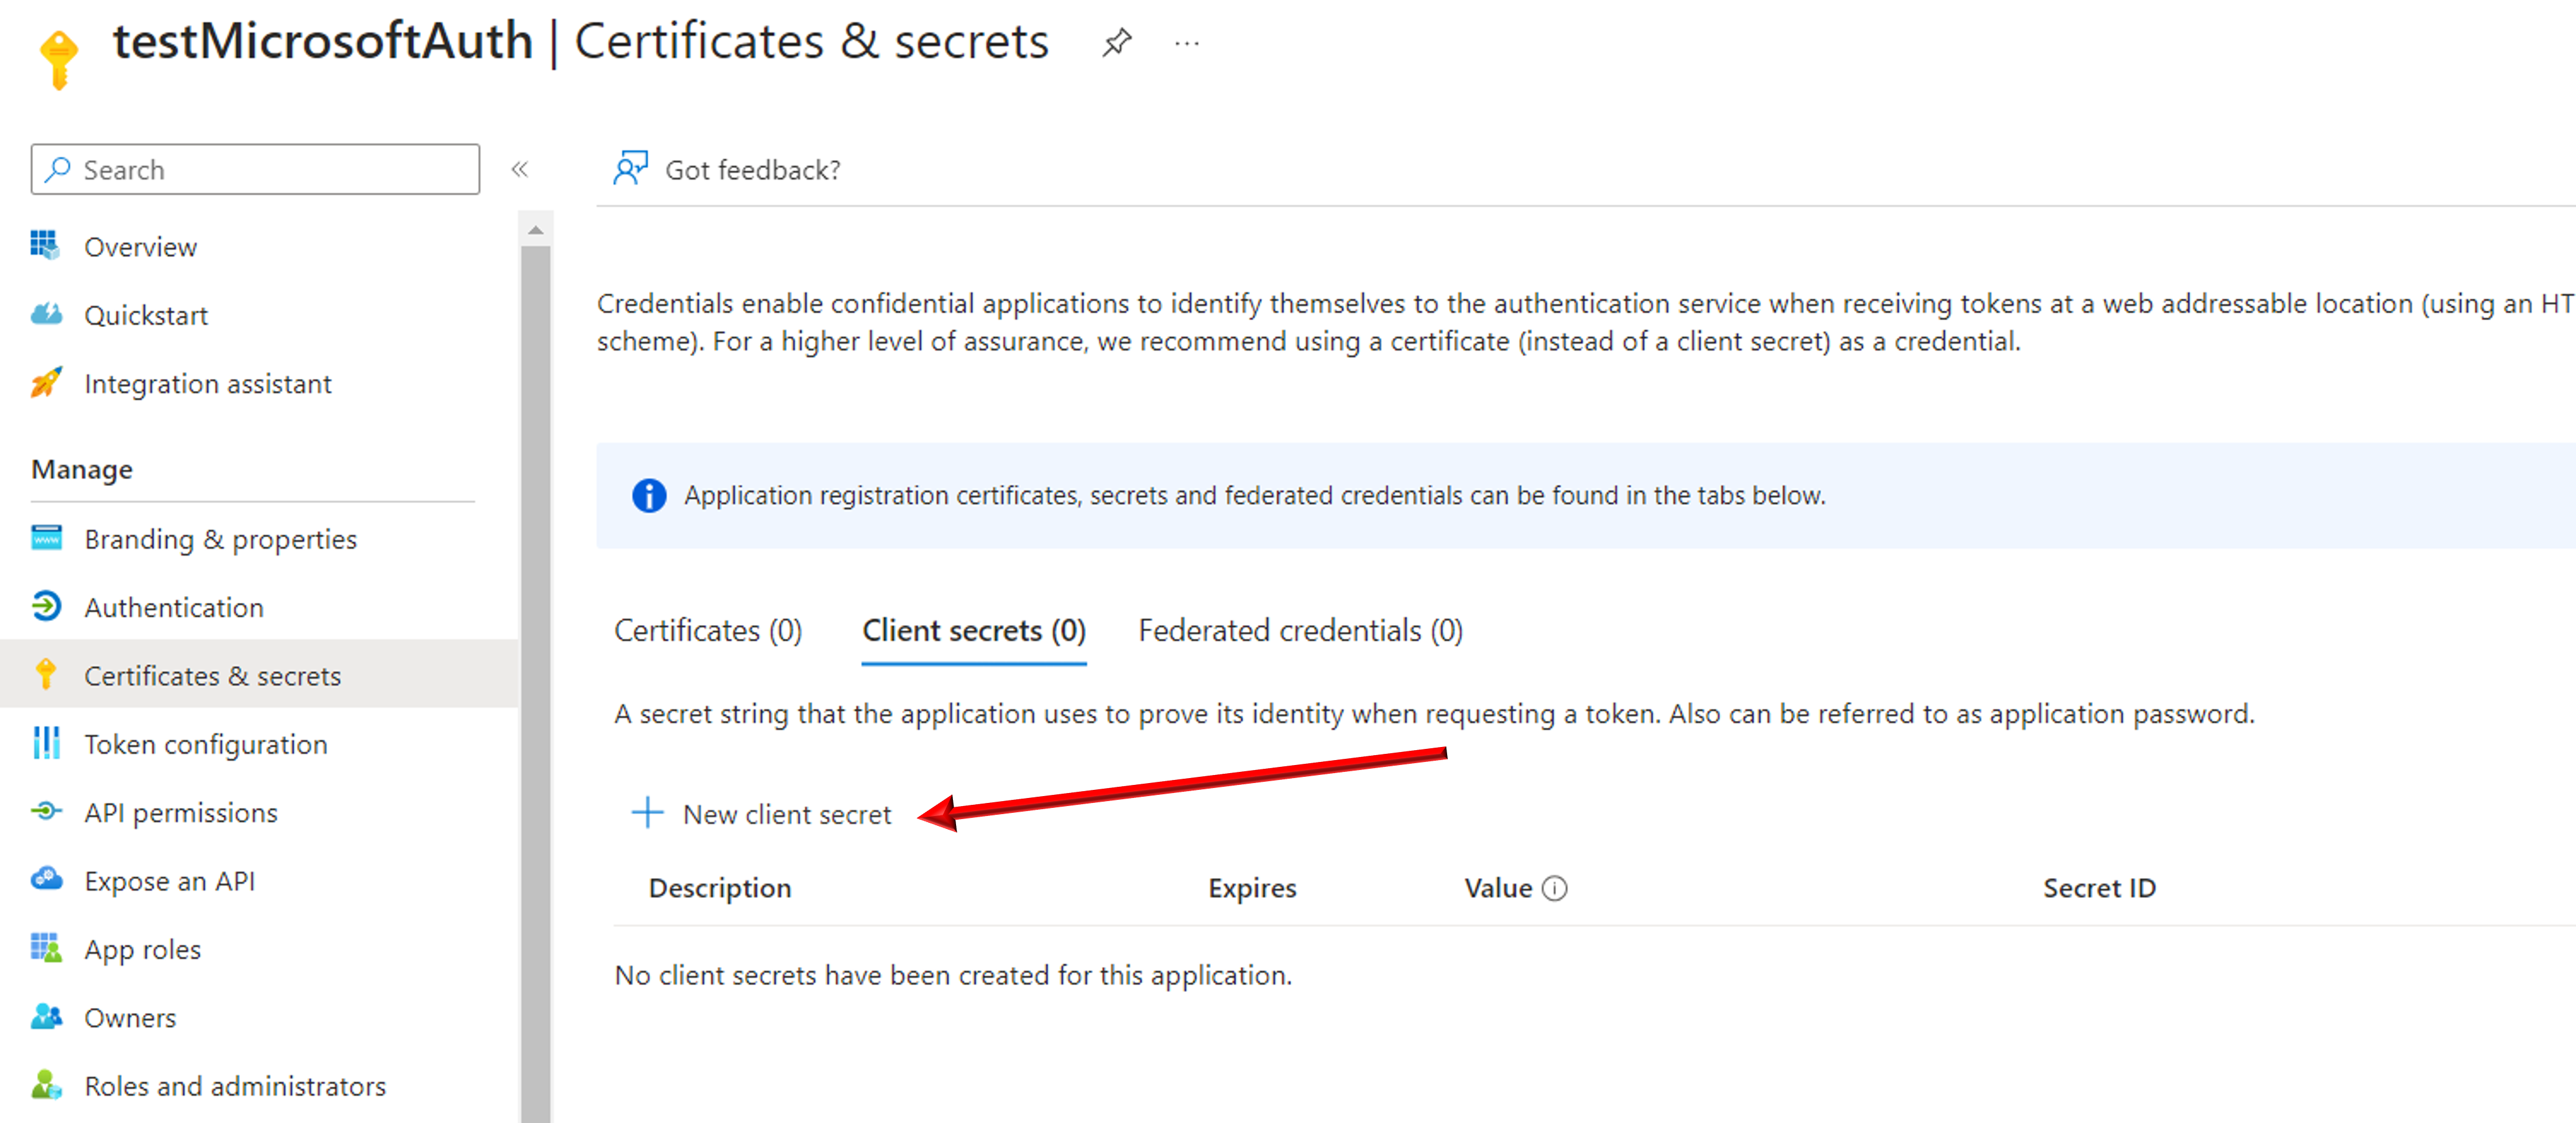 testMicrosoftAuth | Certificates & secrets
Search
Overview
Quickstart
Integration assistant
Manage
Branding & properties
Authentication
Certificates & secrets
Token configuration
API permissions
Expose an API
App roles
Owners
Roles and administrators
Got feedback?
Credentials enable confidential applications to identify themselves to the authentication service when receiving tokens at a web addressable location (using an HT
scheme). For a higher level of assurance, we recommend using a certificate (instead of a client secret) as a credential.
Application registration certificates, secrets and federated credentials can be found in the tabs below.
Certificates (0) Client secrets (0) Federated credentials (0)
A secret string that the application uses to prove its identity when requesting a token. Also can be referred to as application password.
New client secret
Description Expires Value Secret ID
No client secrets have been created for this application.